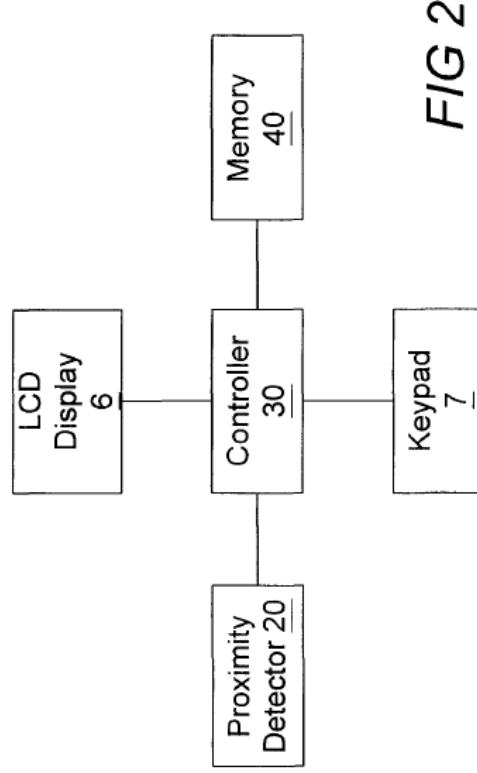 LCD
Display
6
Proximity
Detector 20
Controller
30
Memory
40
Keypad
7
FIG 2